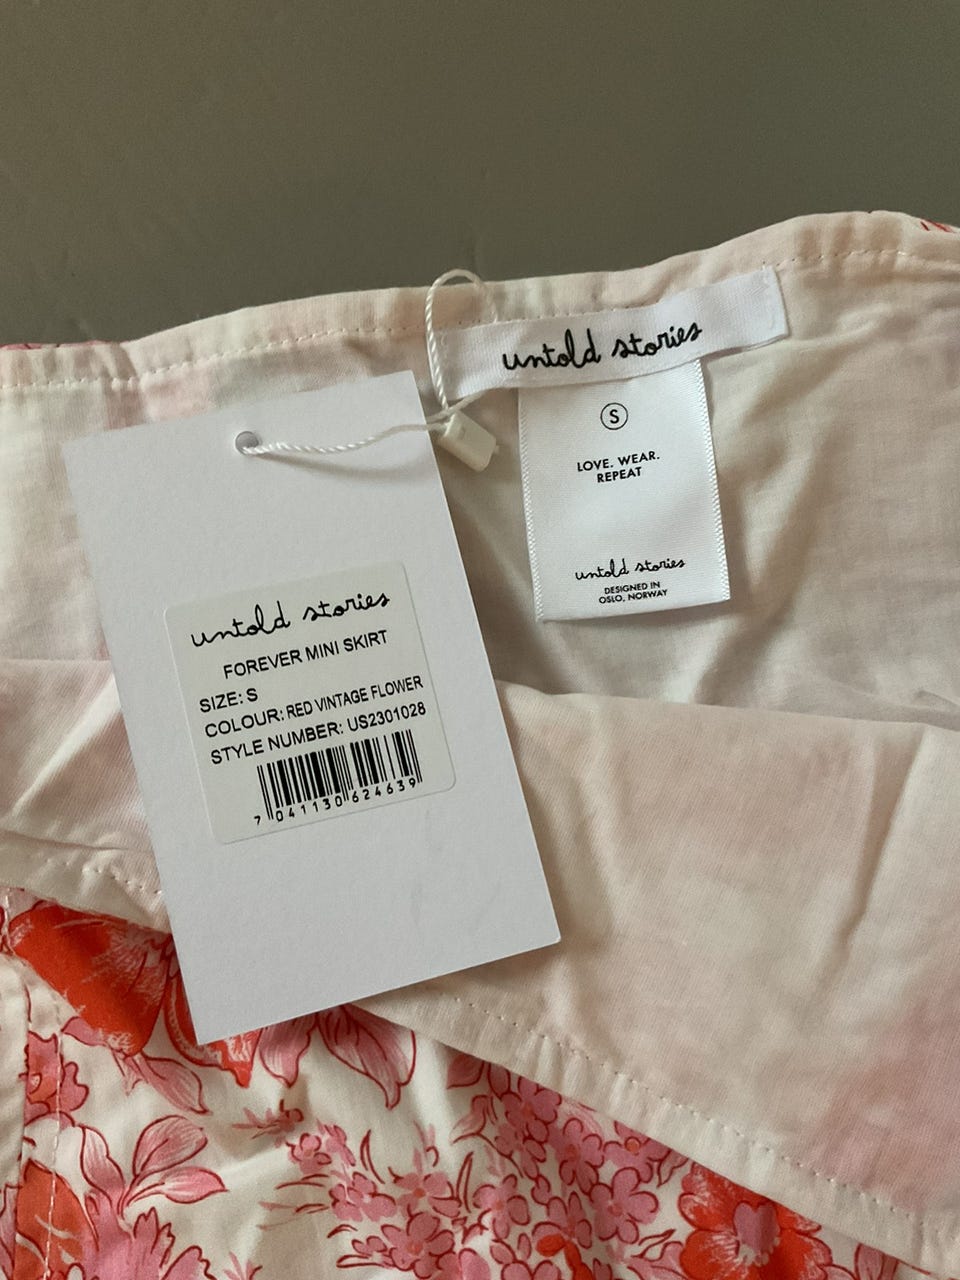 untold stories
S
LOVE. WEAR.
REPEAT
untold stories
DESIGNED IN
OSLO, NORWAY
untold stories
FOREVER MINI SKIRT
SIZE: S
COLOUR: RED VINTAGE FLOWER
STYLE NUMBER: US2301028
7 041130 624639